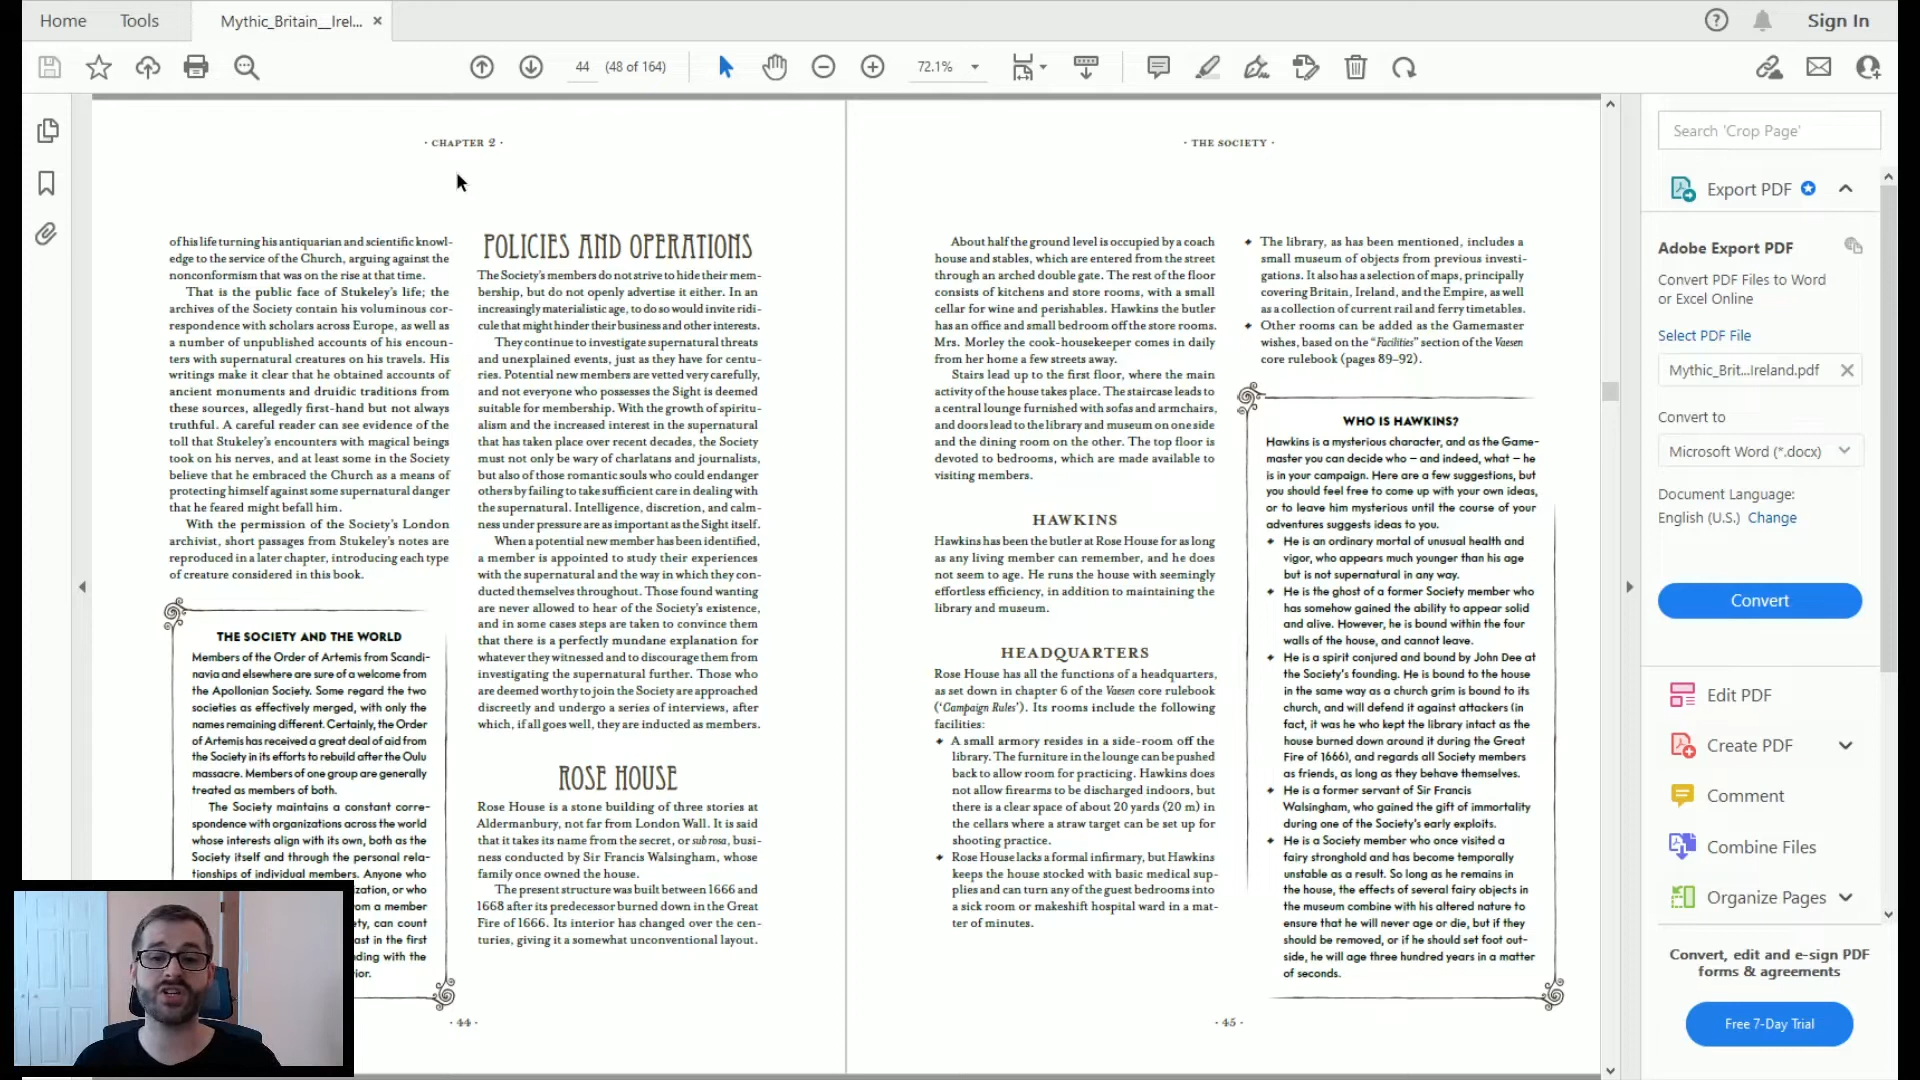 Home
Tools
Mythic_Britain__Irel...
Sign In
44
(48 of 164)
72.1%
· CHAPTER 2 ·
of his life turning his antiquarian and scientific knowl-
edge to the service of the Church, arguing against the
nonconformism that was on the rise at that time.
That is the public face of Stukeley's life; the
archives of the Society contain his voluminous cor-
respondence with scholars across Europe, as well as
a number of unpublished accounts of his encoun-
ters with supernatural creatures on his travels. His
writings make it clear that he obtained accounts of
ancient monuments and druidic traditions from
these sources, allegedly first-hand but not always
truthful. A careful reader can see evidence of the
toll that Stukeley's encounters with magical beings
took on his nerves, and at least some in the Society
believe that he embraced the Church as a means of
protecting himself against some supernatural danger
that he feared might befall him.
With the permission of the Society's London
archivist, short passages from Stukeley's notes are
reproduced in a later chapter, introducing each type
of creature considered in this book.
THE SOCIETY AND THE WORLD
Members of the Order of Artemis from Scandi-
navia and elsewhere are sure of a welcome from
the Apollonian Society. Some regard the two
societies as effectively merged, with only the
names remaining different. Certainly, the Order
of Artemis has received a great deal of aid from
the Society in its efforts to rebuild after the Oulu
massacre. Members of one group are generally
treated as members of both.
The Society maintains a constant corre-
spondence with organizations across the world
whose interests align with its own, both as the
Society itself and through the personal rela-
tionships of individual members. Anyone who
ization, or who
om a member
ety, can count
ast in the first
nding with the
ior.
POLICIES AND OPERATIONS
The Society's members do not strive to hide their mem-
bership, but do not openly advertise it either. In an
increasingly materialistic age, to do so would invite ridi-
cule that might hinder their business and other interests.
They continue to investigate supernatural threats
and unexplained events, just as they have for centu-
ries. Potential new members are vetted very carefully,
and not everyone who possesses the Sight is deemed
suitable for membership. With the growth of spiritu-
alism and the increased interest in the supernatural
that has taken place over recent decades, the Society
must not only be wary of charlatans and journalists,
but also of those romantic souls who could endanger
others by failing to take sufficient care in dealing with
the supernatural. Intelligence, discretion, and calm-
ness under pressure are as important as the Sight itself.
When a potential new member has been identified,
a member is appointed to study their experiences
with the supernatural and the way in which they con-
ducted themselves throughout. Those found wanting
are never allowed to hear of the Society's existence,
and in some cases steps are taken to convince them
that there is a perfectly mundane explanation for
whatever they witnessed and to discourage them from
investigating the supernatural further. Those who
are deemed worthy to join the Society are approached
discreetly and undergo a series of interviews, after
which, if all goes well, they are inducted as members.
ROSE HOUSE
Rose House is a stone building of three stories at
Aldermanbury, not far from London Wall. It is said
that it takes its name from the secret, or sub rosa, busi-
ness conducted by Sir Francis Walsingham, whose
family once owned the house.
The present structure was built between 1666 and
1668 after its predecessor burned down in the Great
Fire of 1666. Its interior has changed over the cen-
turies, giving it a somewhat unconventional layout.
· 44 ·
· THE SOCIETY ·
About half the ground level is occupied by a coach
house and stables, which are entered from the street
through an arched double gate. The rest of the floor
consists of kitchens and store rooms, with a small
cellar for wine and perishables. Hawkins the butler
has an office and small bedroom off the store rooms.
Mrs. Morley the cook-housekeeper comes in daily
from her home a few streets away.
Stairs lead up to the first floor, where the main
activity of the house takes place. The staircase leads to
a central lounge furnished with sofas and armchairs,
and doors lead to the library and museum on one side
and the dining room on the other. The top floor is
devoted to bedrooms, which are made available to
visiting members.
HAWKINS
Hawkins has been the butler at Rose House for as long
as any living member can remember, and he does
not seem to age. He runs the house with seemingly
effortless efficiency, in addition to maintaining the
library and museum.
HEADQUARTERS
Rose House has all the functions of a headquarters,
as set down in chapter 6 of the Vaesen core rulebook
('Campaign Rules'). Its rooms include the following
facilities:
✦ A small armory resides in a side-room off the
library. The furniture in the lounge can be pushed
back to allow room for practicing. Hawkins does
not allow firearms to be discharged indoors, but
there is a clear space of about 20 yards (20 m) in
the cellars where a straw target can be set up for
shooting practice.
✦ Rose House lacks a formal infirmary, but Hawkins
keeps the house stocked with basic medical sup-
plies and can turn any of the guest bedrooms into
a sick room or makeshift hospital ward in a mat-
ter of minutes.
✦ The library, as has been mentioned, includes a
small museum of objects from previous investi-
gations. It also has a selection of maps, principally
covering Britain, Ireland, and the Empire, as well
as a collection of current rail and ferry timetables.
✦ Other rooms can be added as the Gamemaster
wishes, based on the "Facilities" section of the Vaesen
core rulebook (pages 89–92).
WHO IS HAWKINS?
Hawkins is a mysterious character, and as the Game-
master you can decide who – and indeed, what – he
is in your campaign. Here are a few suggestions, but
you should feel free to come up with your own ideas,
or to leave him mysterious until the course of your
adventures suggests ideas to you.
✦ He is an ordinary mortal of unusual health and
vigor, who appears much younger than his age
but is not supernatural in any way.
✦ He is the ghost of a former Society member who
has somehow gained the ability to appear solid
and alive. However, he is bound within the four
walls of the house, and cannot leave.
✦ He is a spirit conjured and bound by John Dee at
the Society's founding. He is bound to the house
in the same way as a church grim is bound to its
church, and will defend it against attackers (in
fact, it was he who kept the library intact as the
house burned down around it during the Great
Fire of 1666), and regards all Society members
as friends, as long as they behave themselves.
✦ He is a former servant of Sir Francis
Walsingham, who gained the gift of immortality
during one of the Society's early exploits.
✦ He is a Society member who once visited a
fairy stronghold and has become temporally
unstable as a result. So long as he remains in
the house, the effects of several fairy objects in
the museum combine with his altered nature to
ensure that he will never age or die, but if they
should be removed, or if he should set foot out-
side, he will age three hundred years in a matter
of seconds.
· 45 ·
Search 'Crop Page'
Export PDF
Adobe Export PDF
Convert PDF Files to Word
or Excel Online
Select PDF File
Mythic_Brit...Ireland.pdf
Convert to
Microsoft Word (*.docx)
Document Language:
English (U.S.) Change
Convert
Edit PDF
Create PDF
Comment
Combine Files
Organize Pages
Convert, edit and e-sign PDF
forms & agreements
Free 7-Day Trial